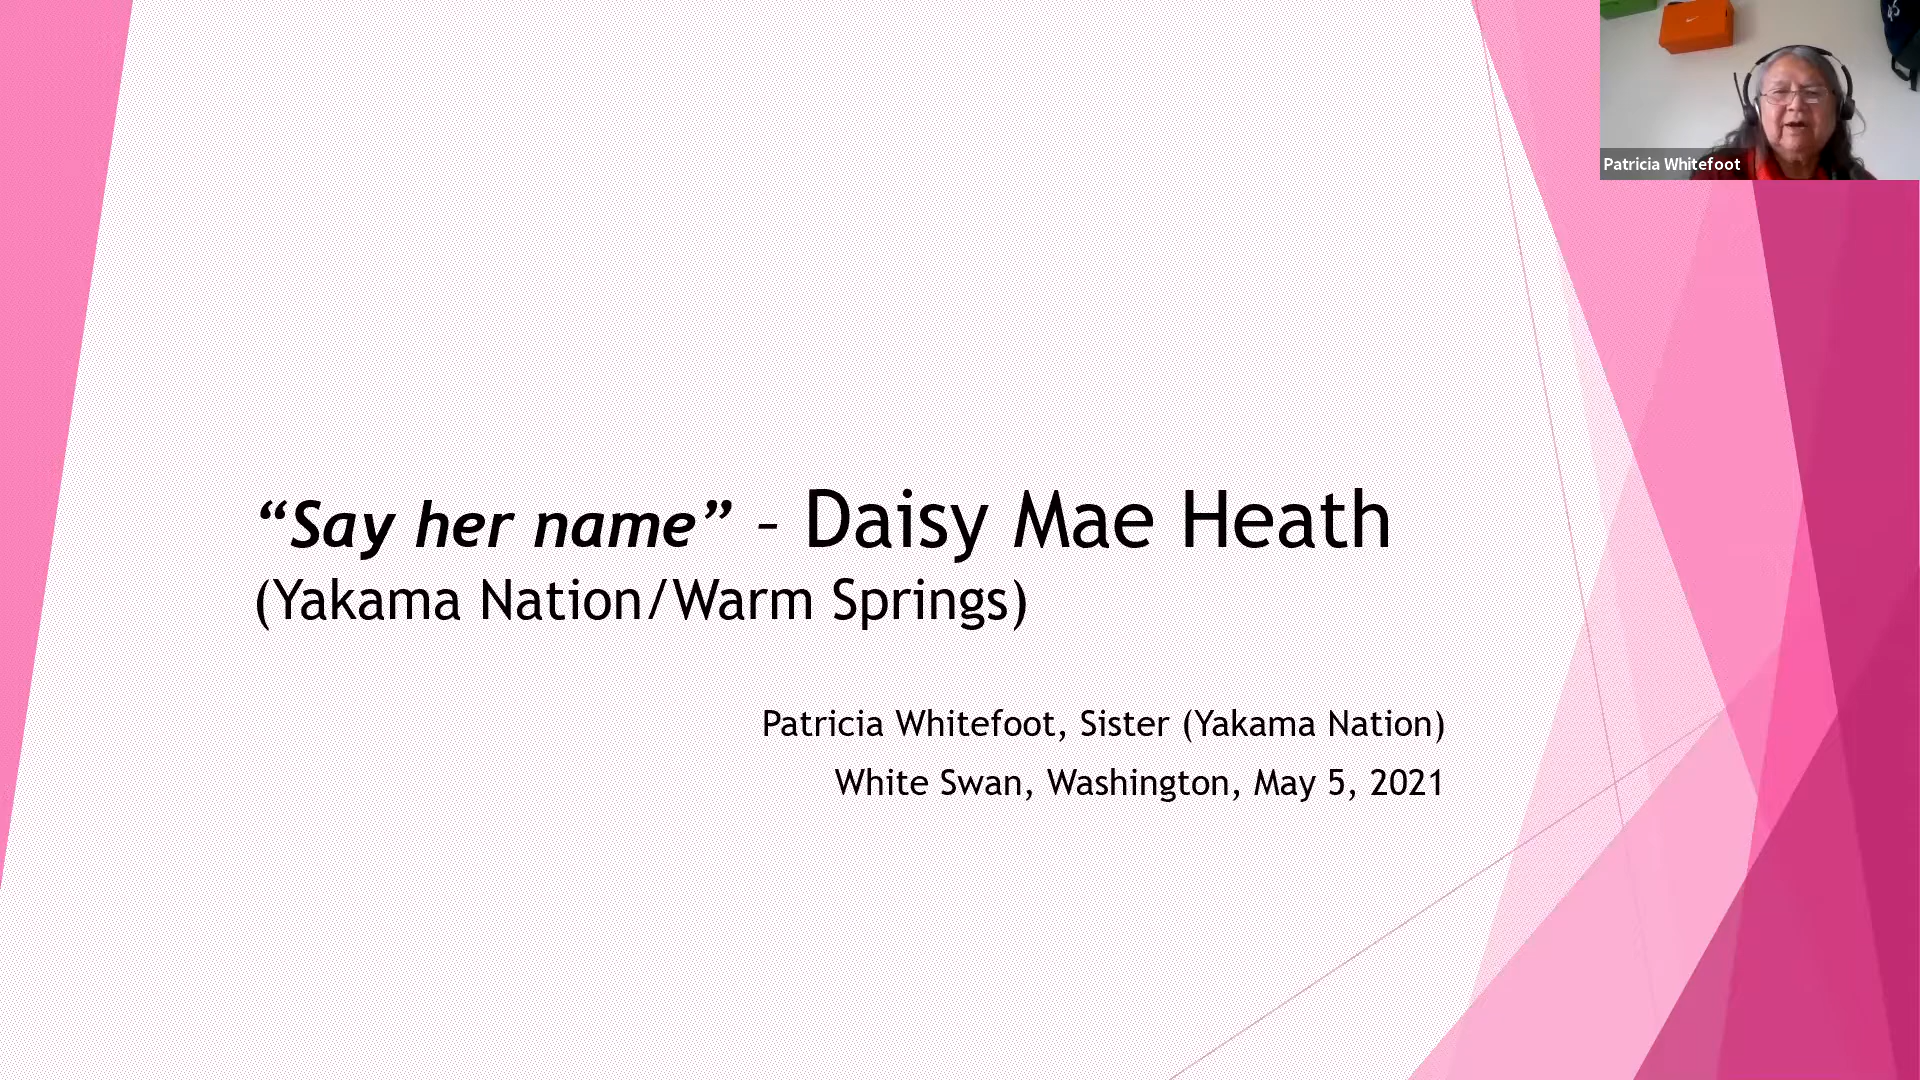 Patricia Whitefoot
“Say her name” – Daisy Mae Heath
(Yakama Nation/Warm Springs)
Patricia Whitefoot, Sister (Yakama Nation)
White Swan, Washington, May 5, 2021